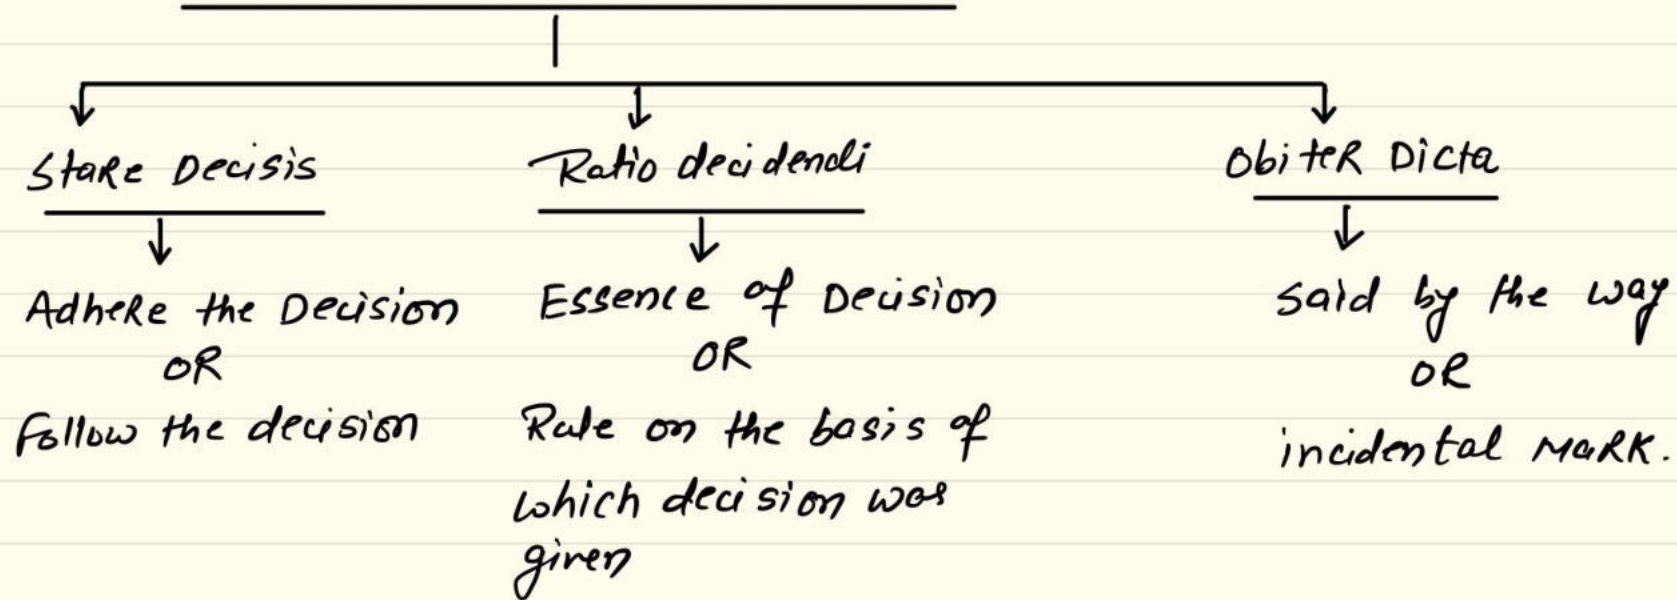 Stare Decisis
Ratio decidendi
Obiter Dicta
Adhere the Decision
OR
Follow the decision
Essence of Decision
OR
Rule on the basis of
which decision was
given
said by the way
OR
incidental Mark.